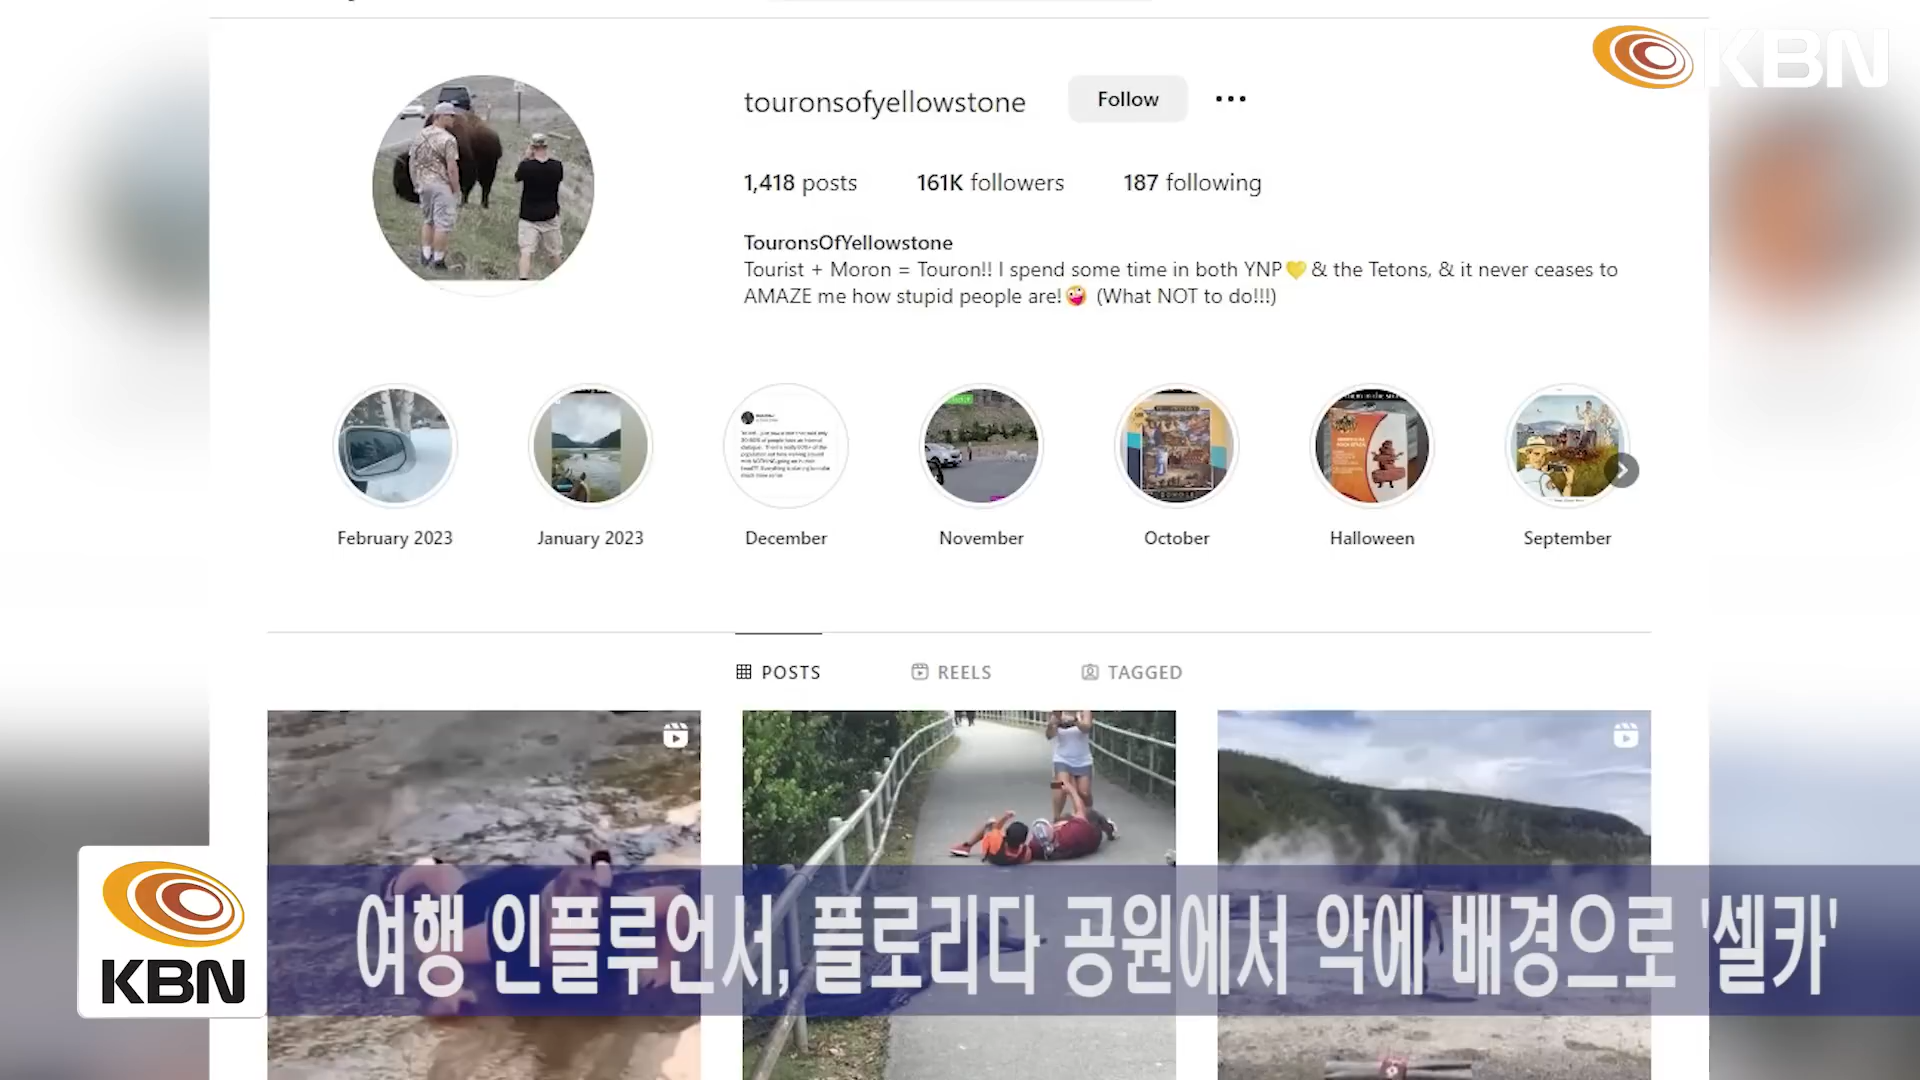 KBN
touronsofyellowstone
Follow
1,418 posts 161K followers 187 following
TouronsOfYellowstone
Tourist + Moron = Touron!! I spend some time in both YNP💛& the Tetons, & it never ceases to
AMAZE me how stupid people are!🤪 (What NOT to do!!!)
February 2023 January 2023 December November October Halloween September
POSTS REELS TAGGED
KBN
여행 인플루언서, 플로리다 공원에서 악에 배경으로 '셀카'